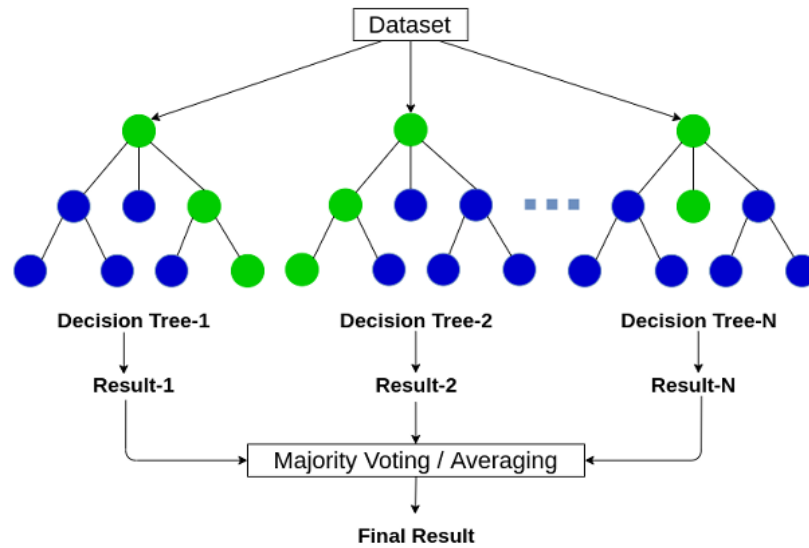 Dataset
Decision Tree-1
Decision Tree-2
Decision Tree-N
Result-1
Result-2
Result-N
Majority Voting / Averaging
Final Result